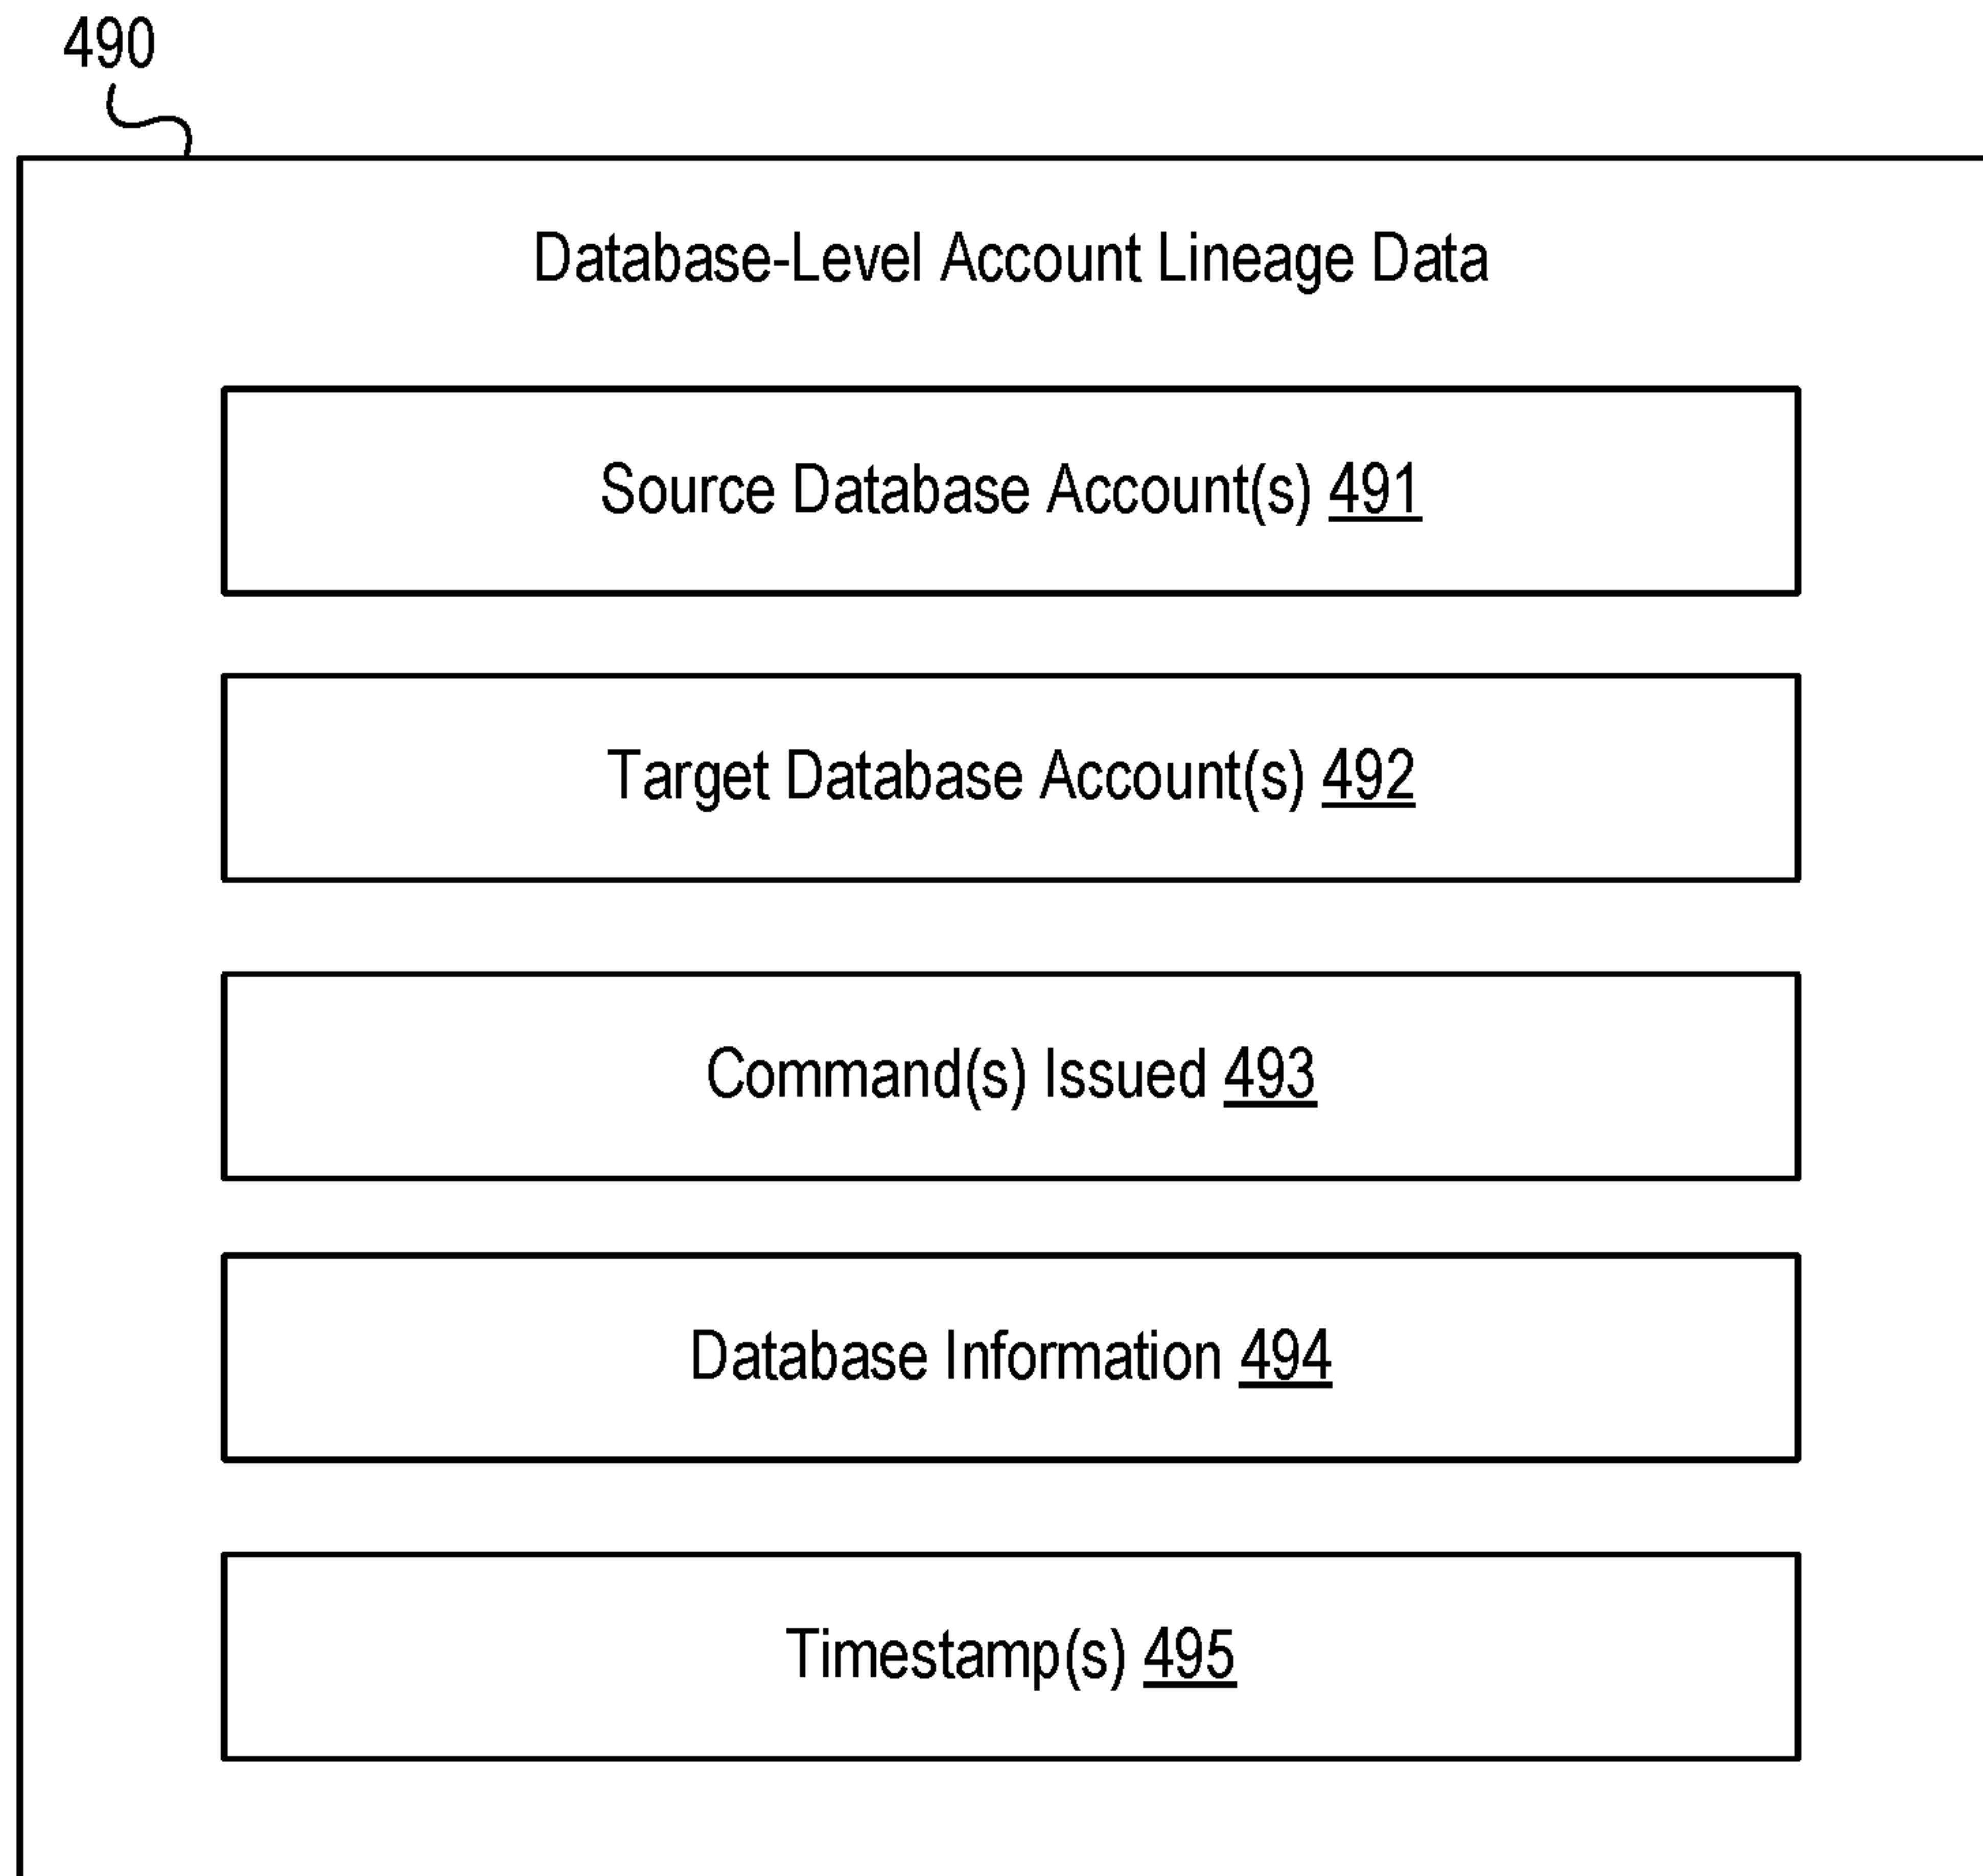 490
Database-Level Account Lineage Data
Source Database Account(s) 491
Target Database Account(s) 492
Command(s) Issued 493
Database Information 494
Timestamp(s) 495